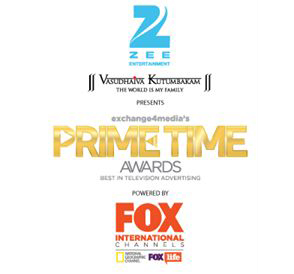 Z
ZEE
ENTERTAINMENT
|| VASUDHAIVA KUTUMBAKAM ||
THE WORLD IS MY FAMILY
PRESENTS
exchange4media's
PRIME TIME
AWARDS
BEST IN TELEVISION ADVERTISING
POWERED BY
FOX
INTERNATIONAL
CHANNELS
NATIONAL GEOGRAPHIC CHANNEL FOX life